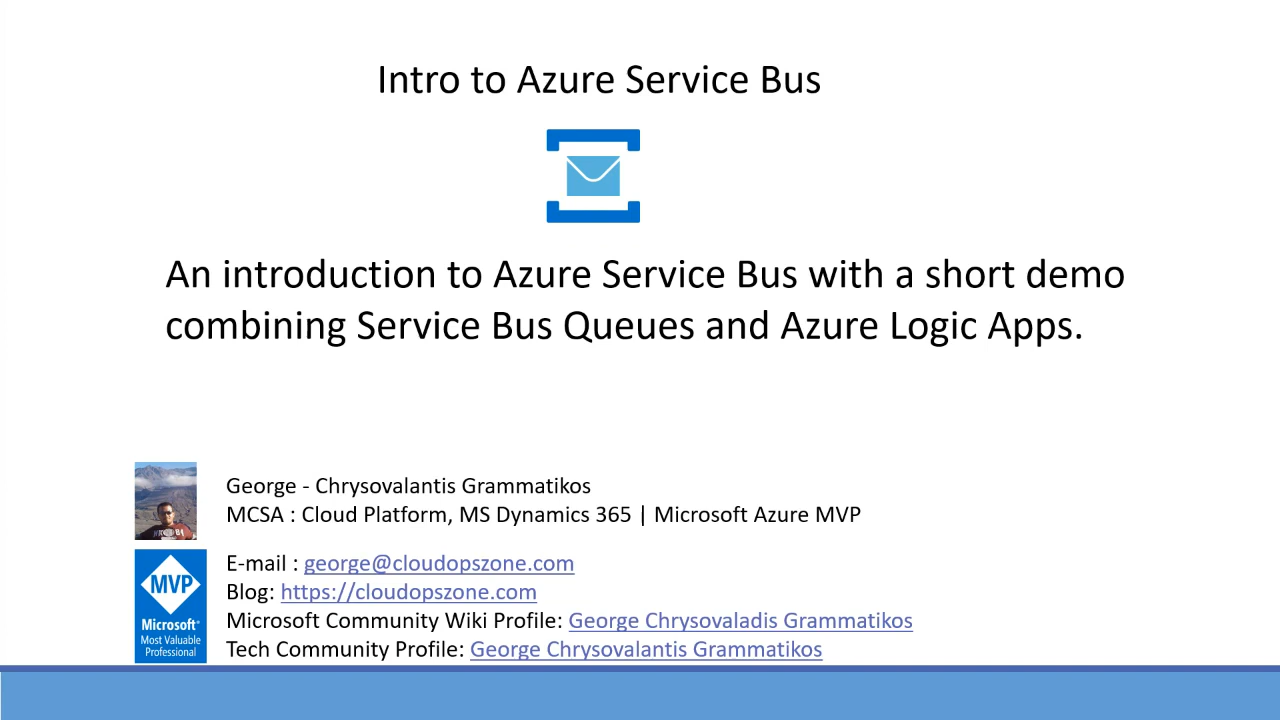 Intro to Azure Service Bus
An introduction to Azure Service Bus with a short demo
combining Service Bus Queues and Azure Logic Apps.
George - Chrysovalantis Grammatikos
MCSA : Cloud Platform, MS Dynamics 365 | Microsoft Azure MVP
MVP
Microsoft®
Most Valuable
Professional
E-mail : george@cloudopszone.com
Blog: https://cloudopszone.com
Microsoft Community Wiki Profile: George Chrysovaladis Grammatikos
Tech Community Profile: George Chrysovalantis Grammatikos